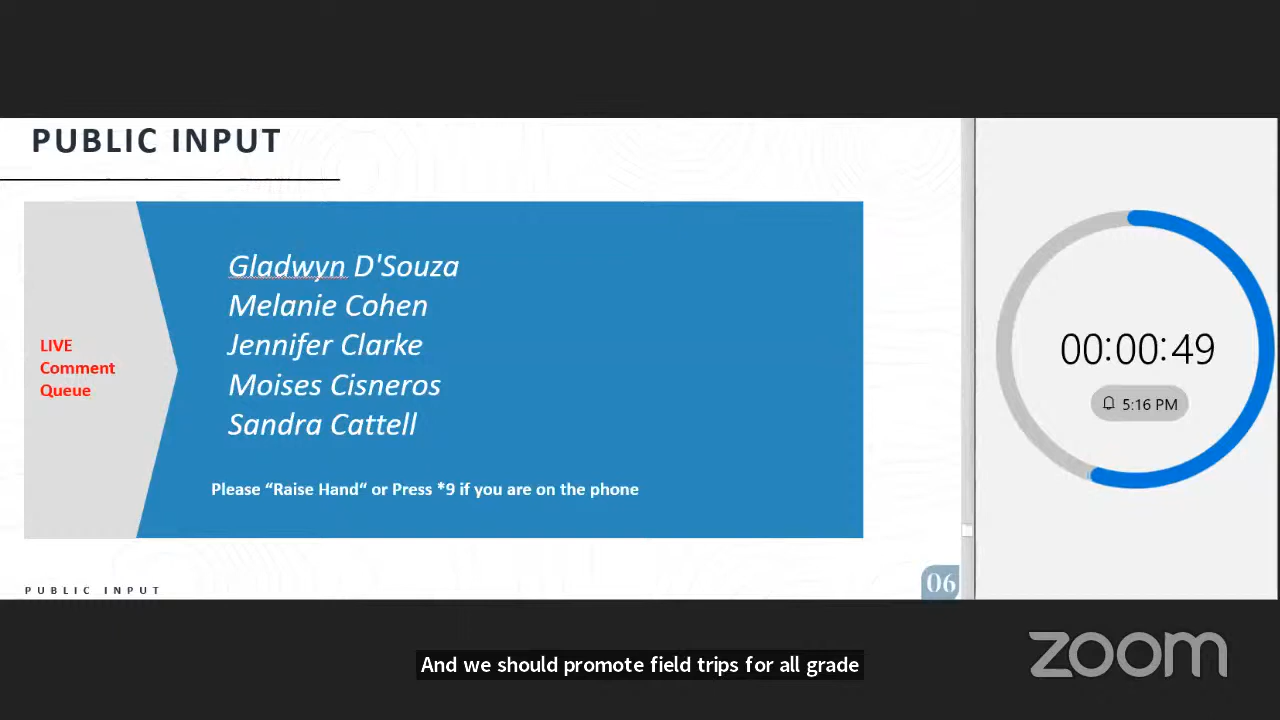 PUBLIC INPUT
LIVE
Comment
Queue
Gladwyn D'Souza
Melanie Cohen
Jennifer Clarke
Moises Cisneros
Sandra Cattell
Please “Raise Hand“ or Press *9 if you are on the phone
PUBLIC INPUT
06
00:00:49
5:16 PM
And we should promote field trips for all grade
zoom